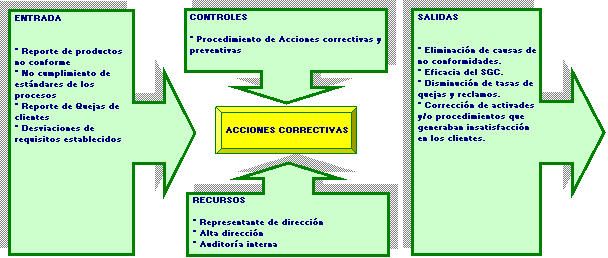 ENTRADA
* Reporte de productos
no conforme
* No cumplimiento de
estándares de los
procesos
* Reporte de Quejas de
clientes
* Desviaciones de
requisitos establecidos
CONTROLES
* Procedimiento de Acciones correctivas y
preventivas
ACCIONES CORRECTIVAS
RECURSOS
* Representante de dirección
* Alta dirección
* Auditoría interna
SALIDAS
* Eliminación de causas de
no conformidades.
* Eficacia del SGC.
* Disminución de tasas de
quejas y reclamos.
* Corrección de activades
y/o procedimientos que
generaban insatisfacción
en los clientes.